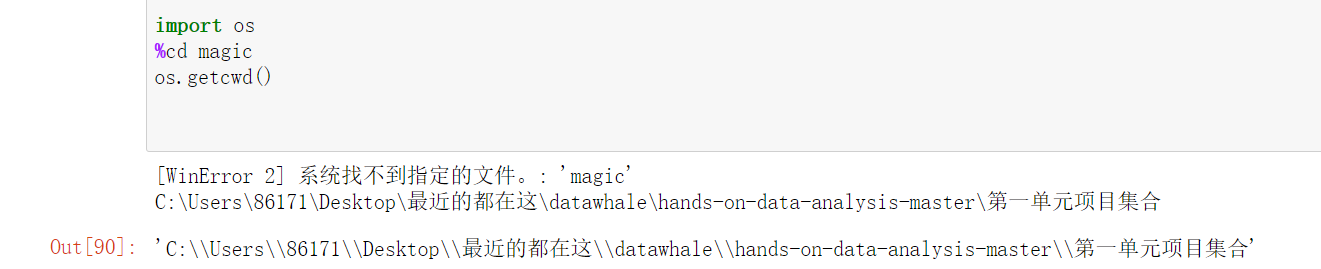 import os
%cd magic
os.getcwd()
[WinError 2] 系统找不到指定的文件。: 'magic'
C:\Users\86171\Desktop\最近的都在这\datawhale\hands-on-data-analysis-master\第一单元项目集合
Out[90]: 'C:\\Users\\86171\\Desktop\\最近的都在这\\datawhale\\hands-on-data-analysis-master\\第一单元项目集合'